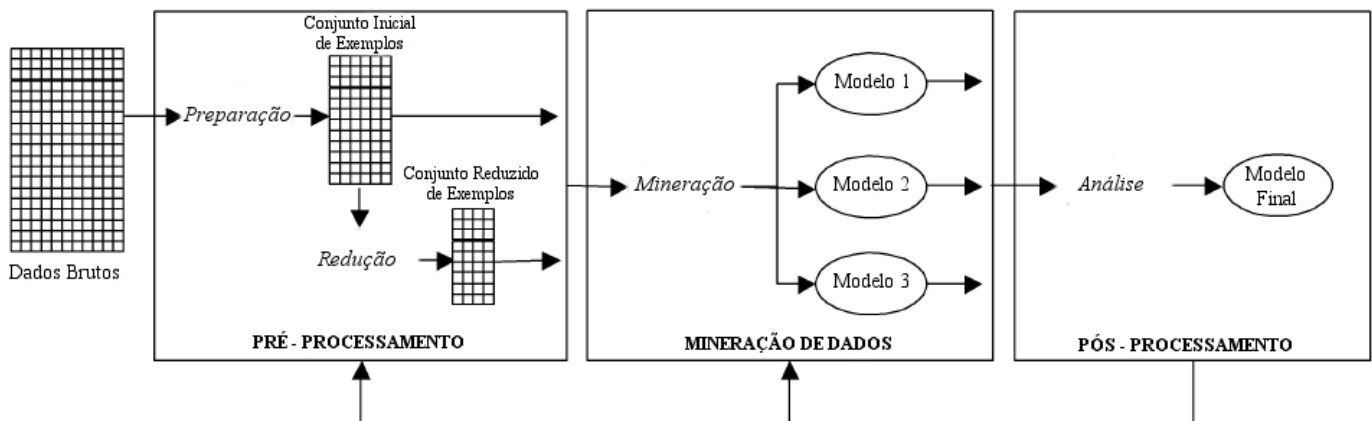 Dados Brutos
Preparação
Conjunto Inicial
de Exemplos
Redução
Conjunto Reduzido
de Exemplos
PRÉ - PROCESSAMENTO
Mineração
Modelo 1
Modelo 2
Modelo 3
MINERAÇÃO DE DADOS
Análise
Modelo
Final
PÓS - PROCESSAMENTO